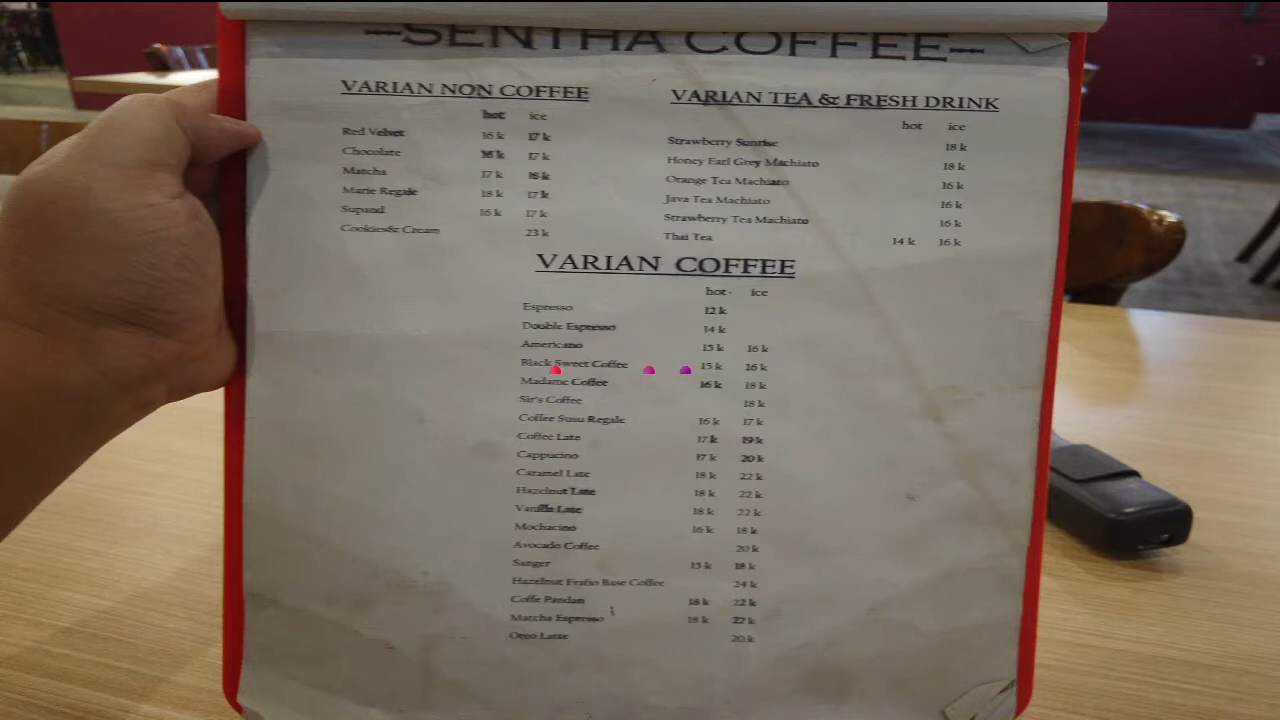 SENTHA COFFEE
VARIAN NON COFFEE
hot ice
Red Velvet 16 k 17 k
Chocolate 16 k 17 k
Matcha 17 k 18 k
Marie Regale 18 k 17 k
Supand 16 k 17 k
Cookies& Cream 23 k
VARIAN TEA & FRESH DRINK
hot ice
Strawberry Sunrise 18 k
Honey Earl Grey Machiato 18 k
Orange Tea Machiato 16 k
Java Tea Machiato 16 k
Strawberry Tea Machiato 16 k
Thai Tea 14 k 16 k
VARIAN COFFEE
hot ice
Espresso 12 k
Double Espresso 14 k
Americano 15 k 16 k
Black Sweet Coffee 15 k 16 k
Madame Coffee 16 k 18 k
Sir's Coffee 18 k
Coffee Susu Regale 16 k 17 k
Coffee Late 17 k 19 k
Cappucino 17 k 20 k
Caramel Late 18 k 22 k
Hazelnut Late 18 k 22 k
Vanilla Late 18 k 22 k
Mochacino 16 k 18 k
Avocado Coffee 20 k
Sanger 15 k 18 k
Hazelnut Base Coffee 24 k
Coffe Pandan 18 k 22 k
Matcha Espresso 18 k 22 k
Oreo Latte 20 k